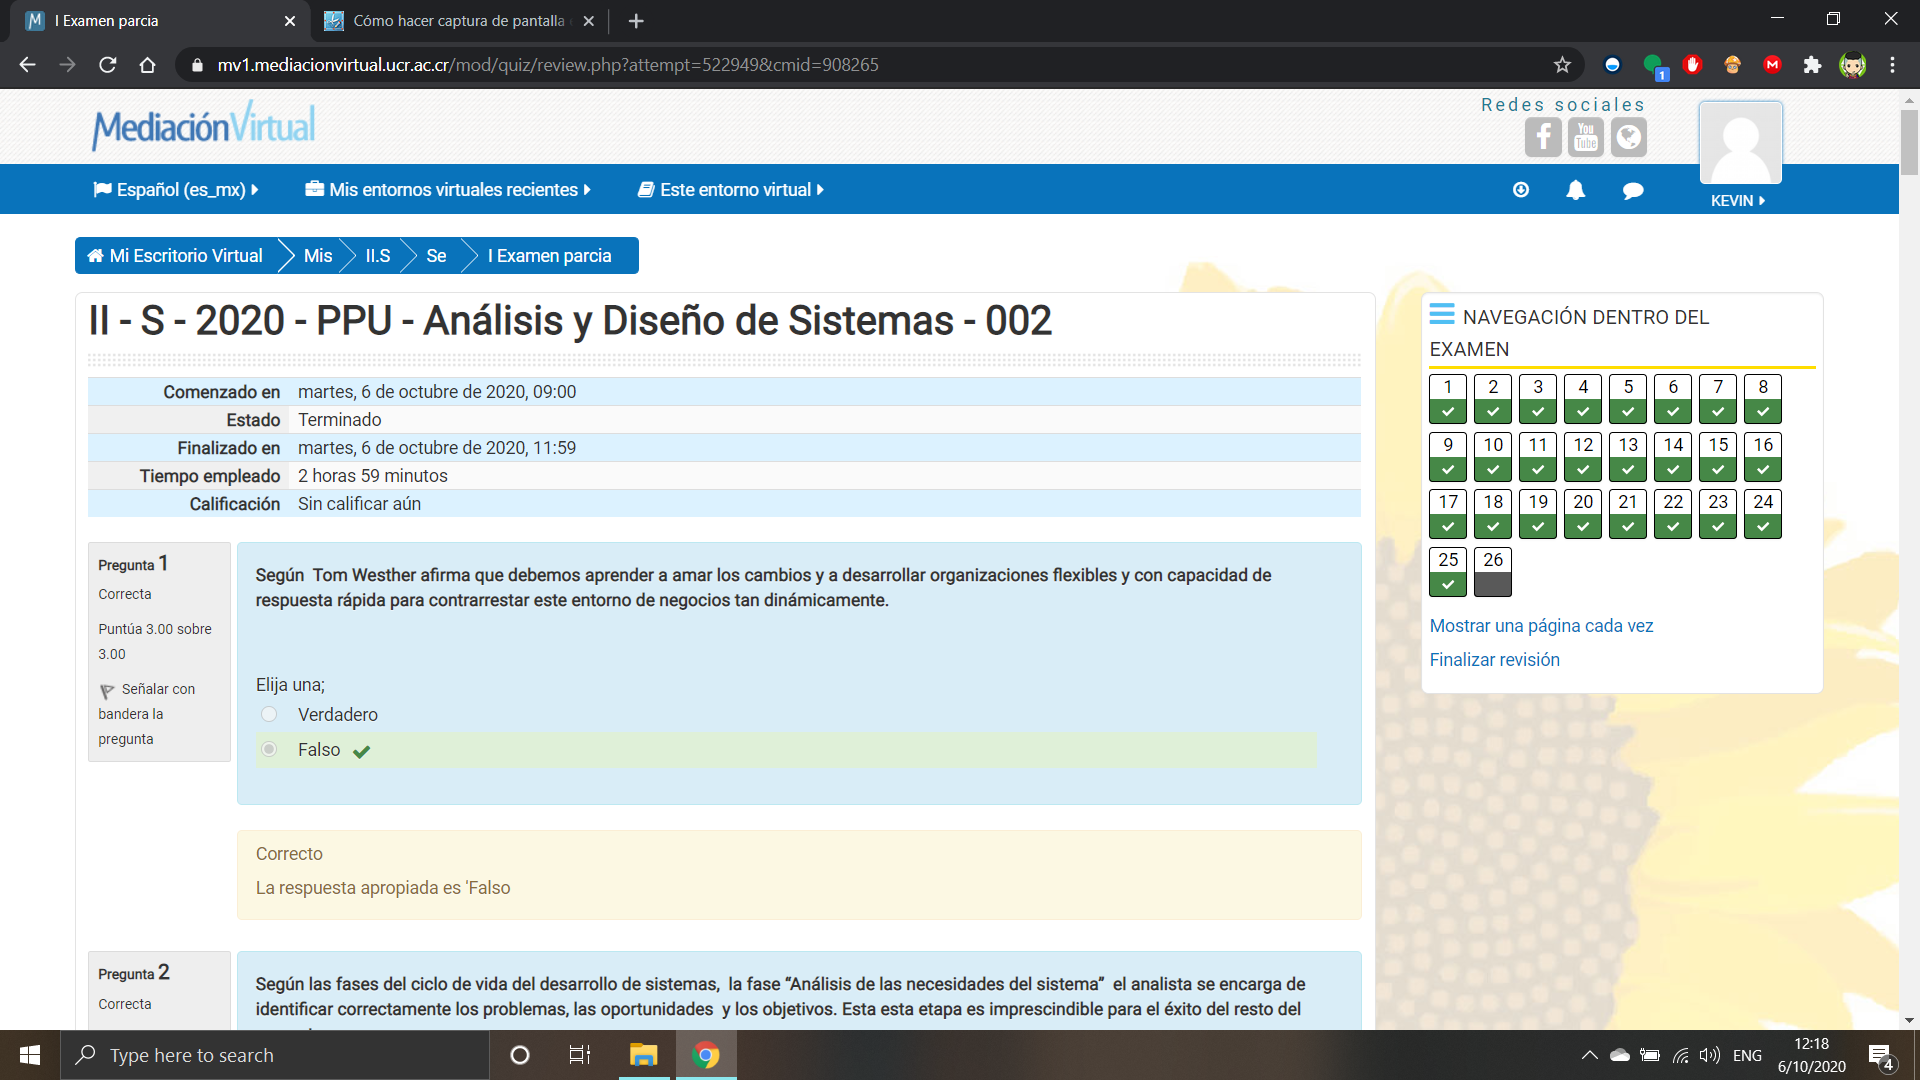 I Examen parcia
Cómo hacer captura de pantalla
mv1.mediacionvirtual.ucr.ac.cr/mod/quiz/review.php?attempt=522949&cmid=908265
1
MediaciónVirtual
Redes sociales
You
Tube
Español (es_mx)
Mis entornos virtuales recientes
Este entorno virtual
KEVIN
Mi Escritorio Virtual
Mis
II.S
Se
I Examen parcia
II - S - 2020 - PPU - Análisis y Diseño de Sistemas - 002
Comenzado en martes, 6 de octubre de 2020, 09:00
Estado Terminado
Finalizado en martes, 6 de octubre de 2020, 11:59
Tiempo empleado 2 horas 59 minutos
Calificación Sin calificar aún
Pregunta 1
Correcta
Puntúa 3.00 sobre
3.00
Señalar con
bandera la
pregunta
Según Tom Westher afirma que debemos aprender a amar los cambios y a desarrollar organizaciones flexibles y con capacidad de
respuesta rápida para contrarrestar este entorno de negocios tan dinámicamente.
Elija una;
Verdadero
Falso
Correcto
La respuesta apropiada es 'Falso
Pregunta 2
Correcta
Según las fases del ciclo de vida del desarrollo de sistemas, la fase “Análisis de las necesidades del sistema” el analista se encarga de
identificar correctamente los problemas, las oportunidades y los objetivos. Esta esta etapa es imprescindible para el éxito del resto del
NAVEGACIÓN DENTRO DEL
EXAMEN
1 2 3 4 5 6 7 8
9 10 11 12 13 14 15 16
17 18 19 20 21 22 23 24
25 26
Mostrar una página cada vez
Finalizar revisión
Type here to search
ENG
12:18
6/10/2020
4